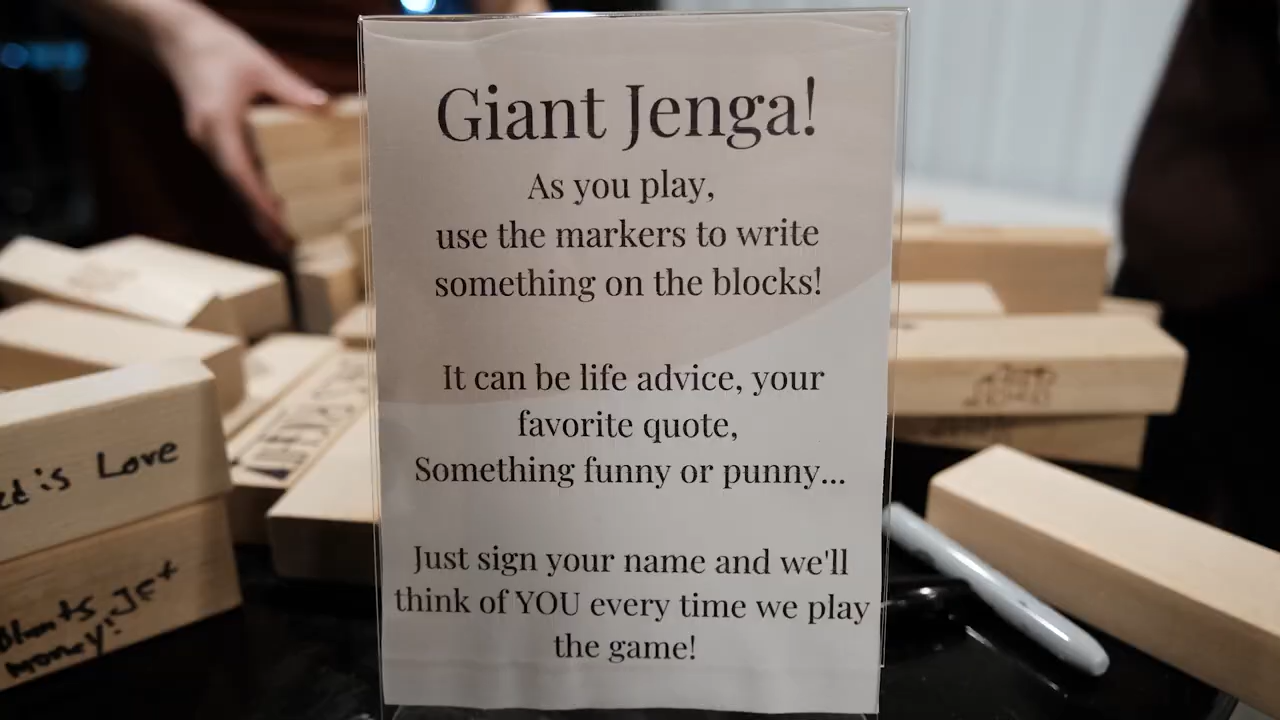 Giant Jenga!
As you play,
use the markers to write
something on the blocks!
It can be life advice, your
favorite quote,
Something funny or punny...
Just sign your name and we'll
think of YOU every time we play
the game!
is Love
money!